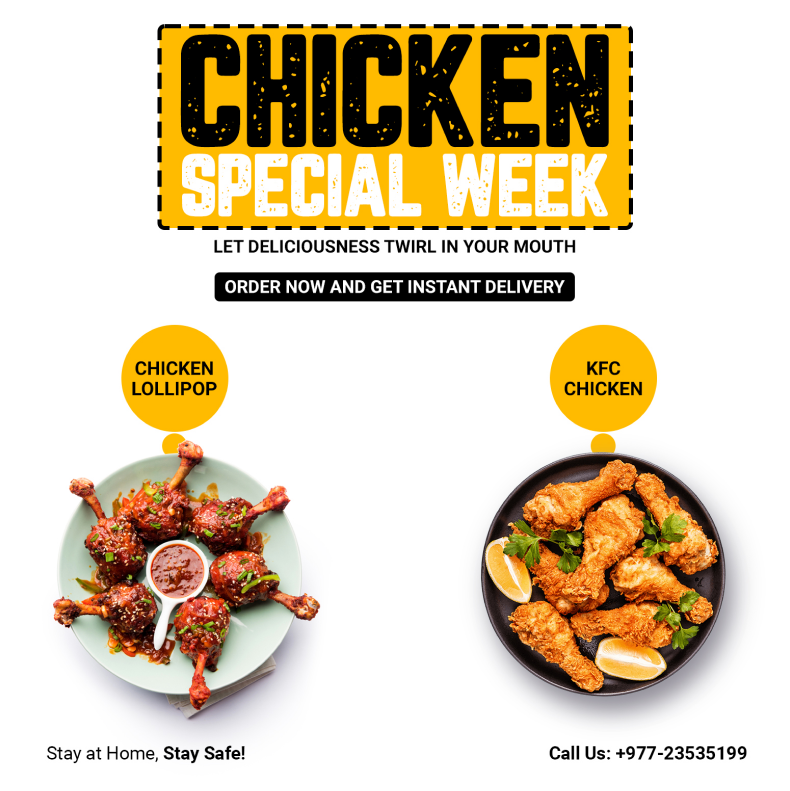 CHICKEN
SPECIAL WEEK
LET DELICIOUSNESS TWIRL IN YOUR MOUTH
ORDER NOW AND GET INSTANT DELIVERY
CHICKEN
LOLLIPOP
KFC
CHICKEN
Stay at Home, Stay Safe!
Call Us: +977-23535199